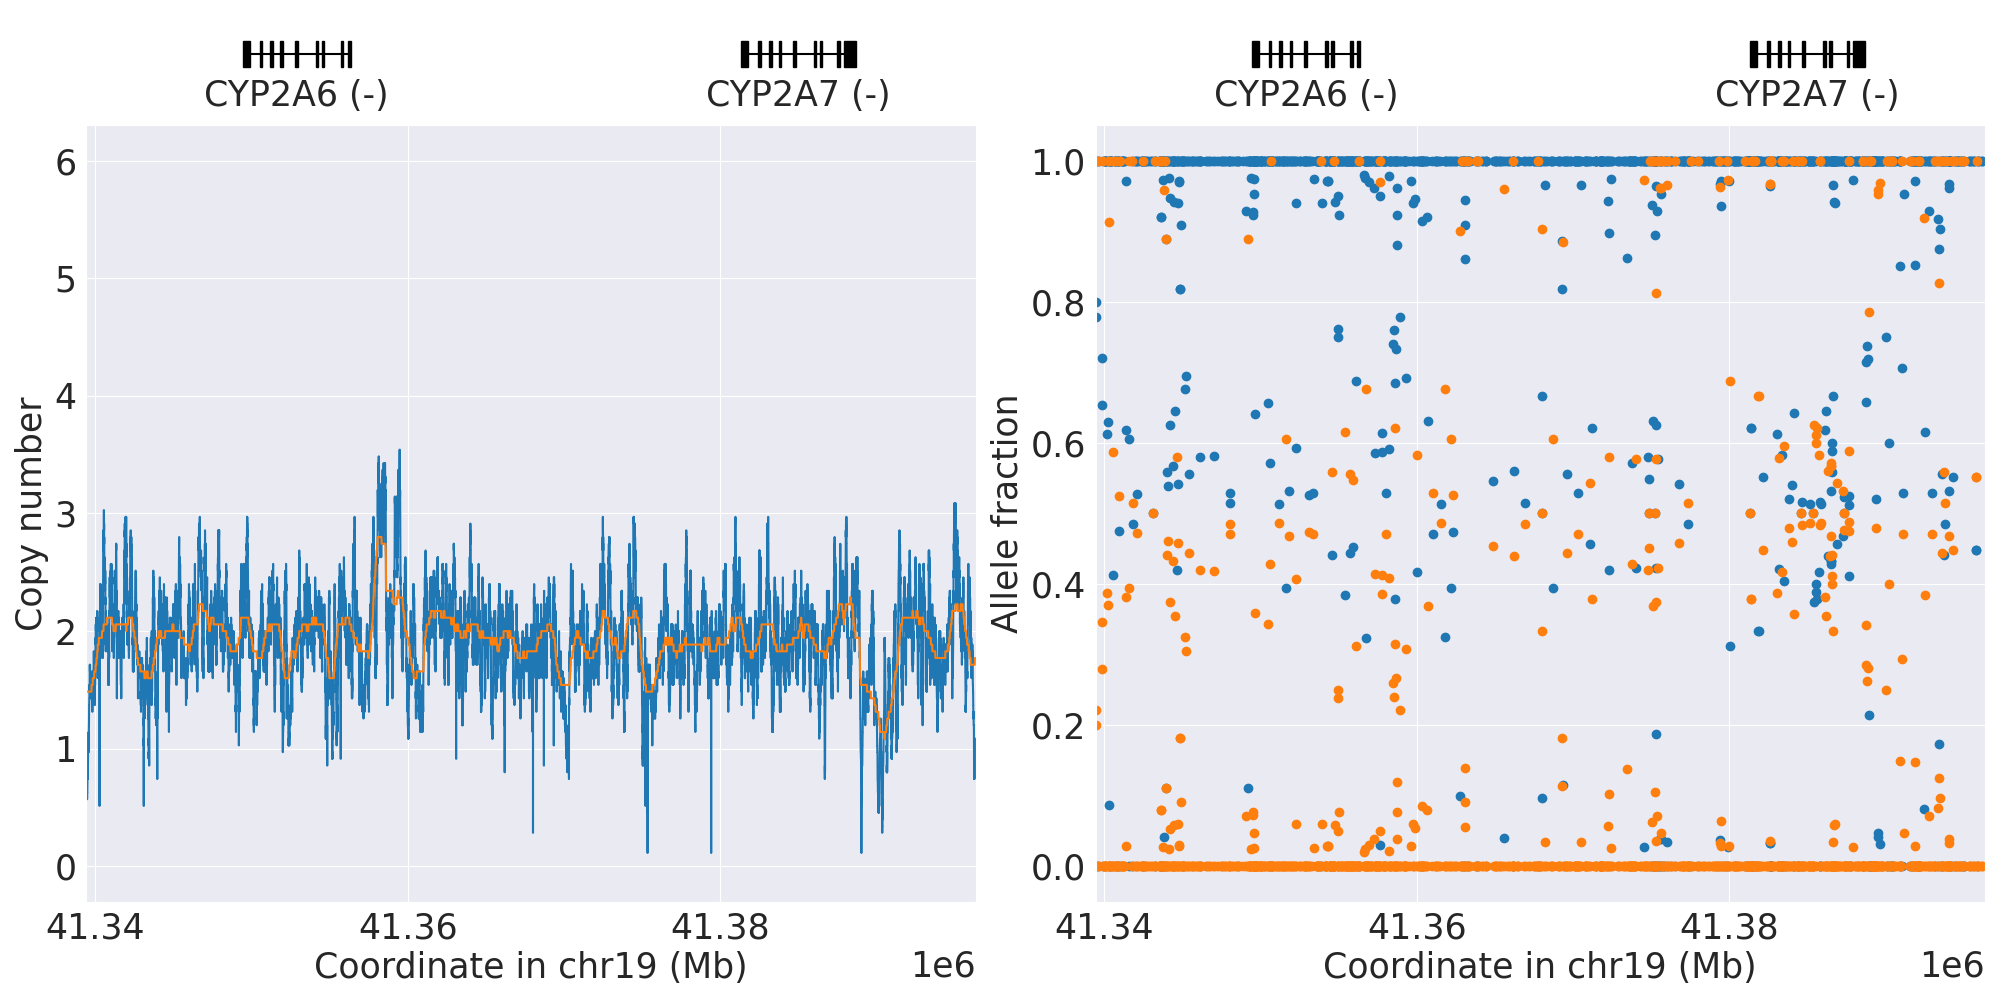 CYP2A6 (-) CYP2A7 (-)
CYP2A6 (-) CYP2A7 (-)
Copy number
6
5
4
3
2
1
0
41.34 41.36 41.38
Coordinate in chr19 (Mb) 1e6
Allele fraction
1.0
0.8
0.6
0.4
0.2
0.0
41.34 41.36 41.38
Coordinate in chr19 (Mb) 1e6